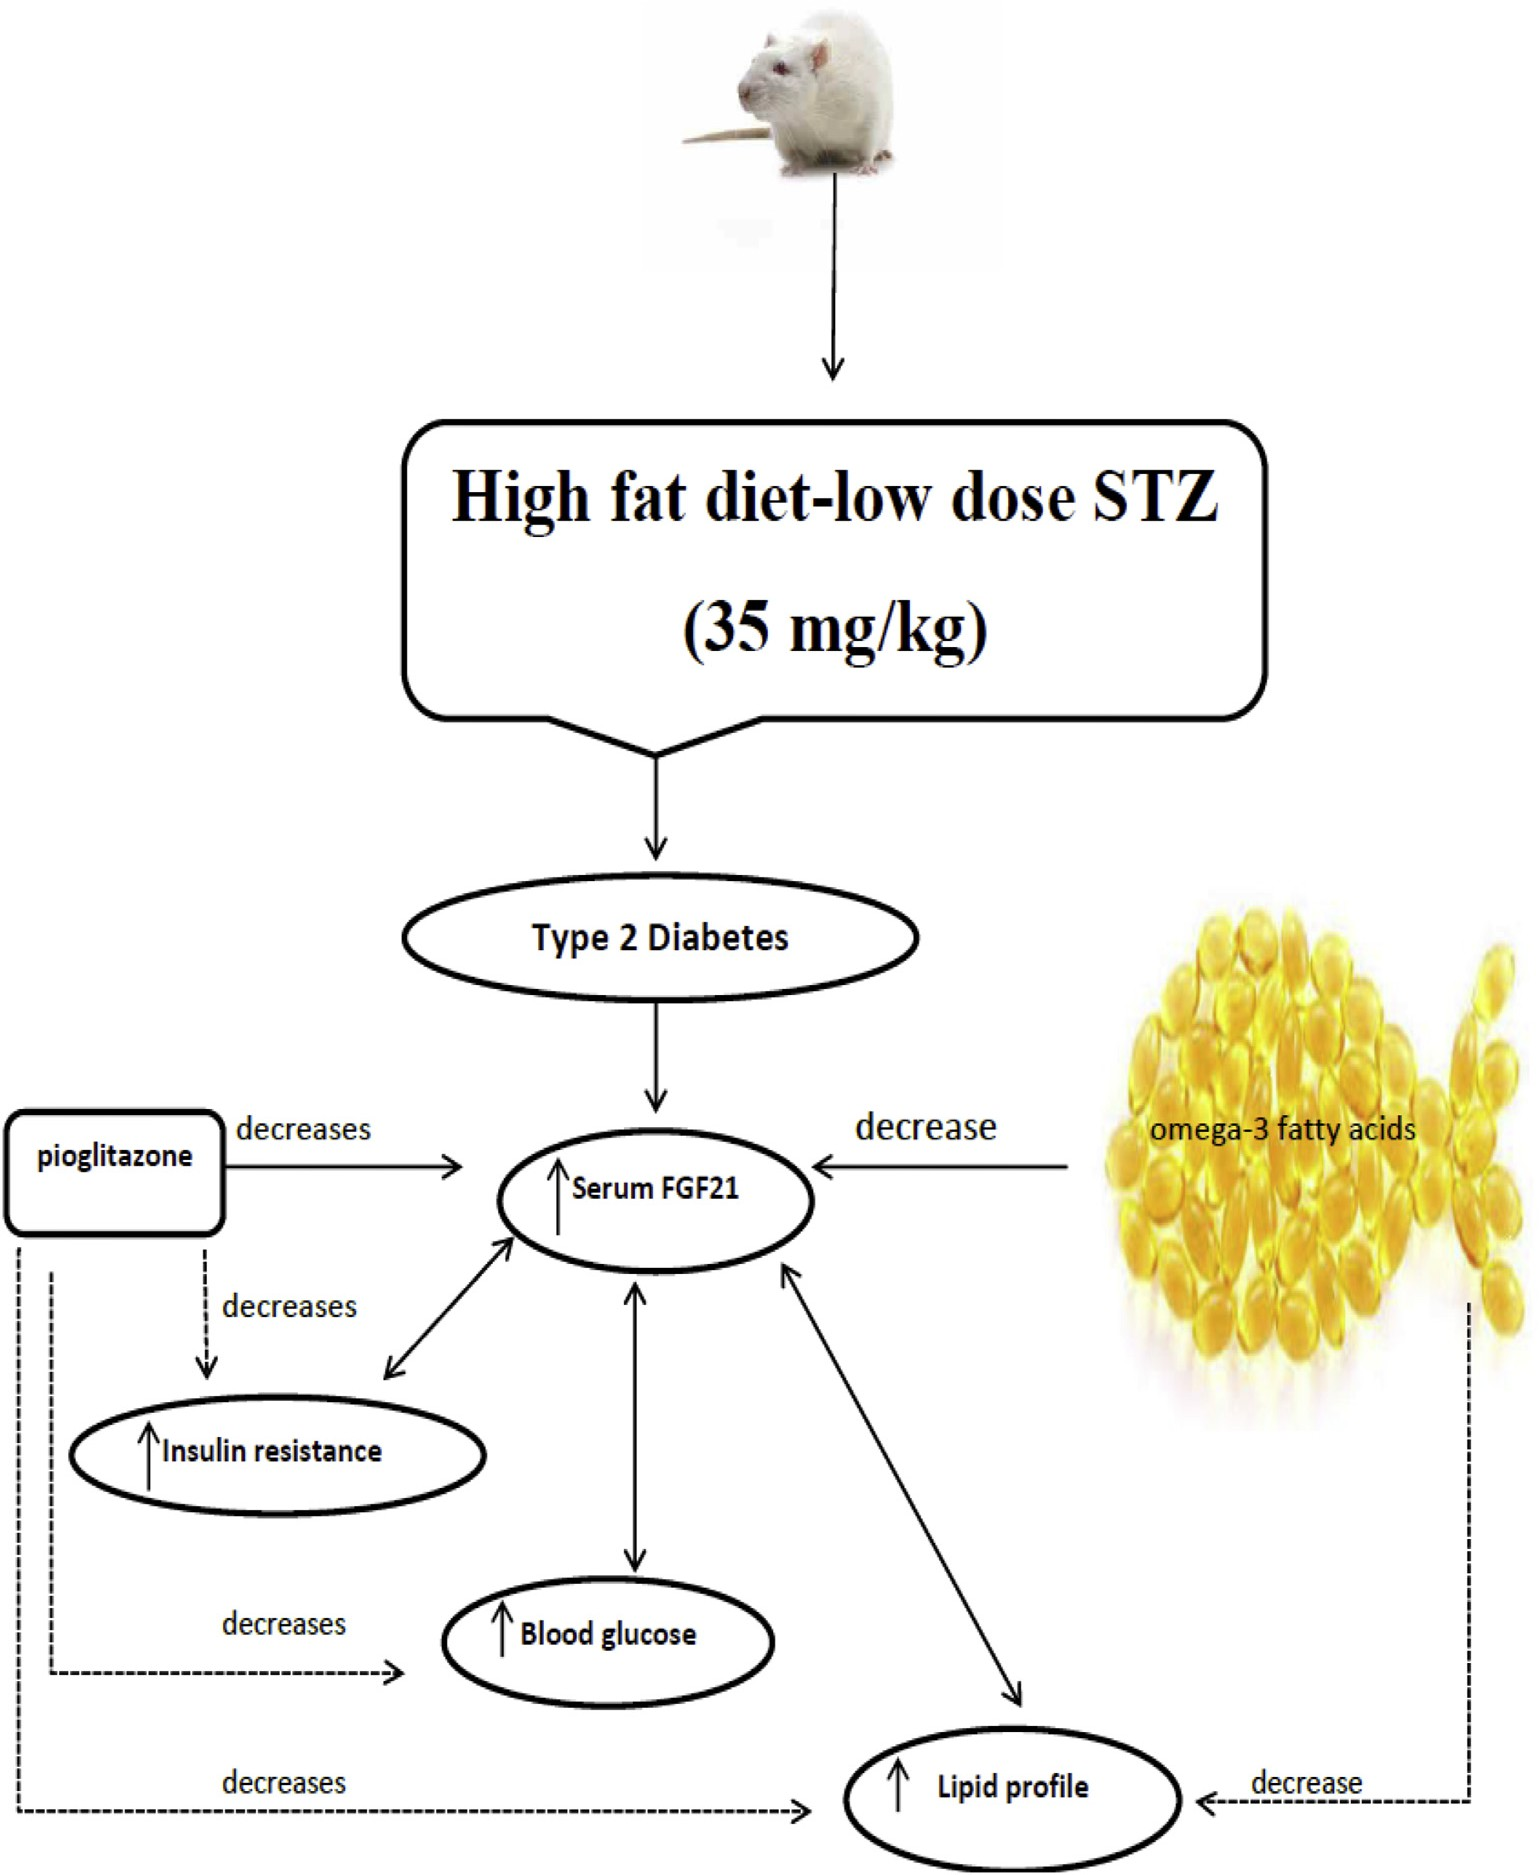 High fat diet-low dose STZ
(35 mg/kg)
Type 2 Diabetes
pioglitazone
decreases
Serum FGF21
decrease
omega-3 fatty acids
decreases
Insulin resistance
decreases
Blood glucose
decreases
Lipid profile
decrease